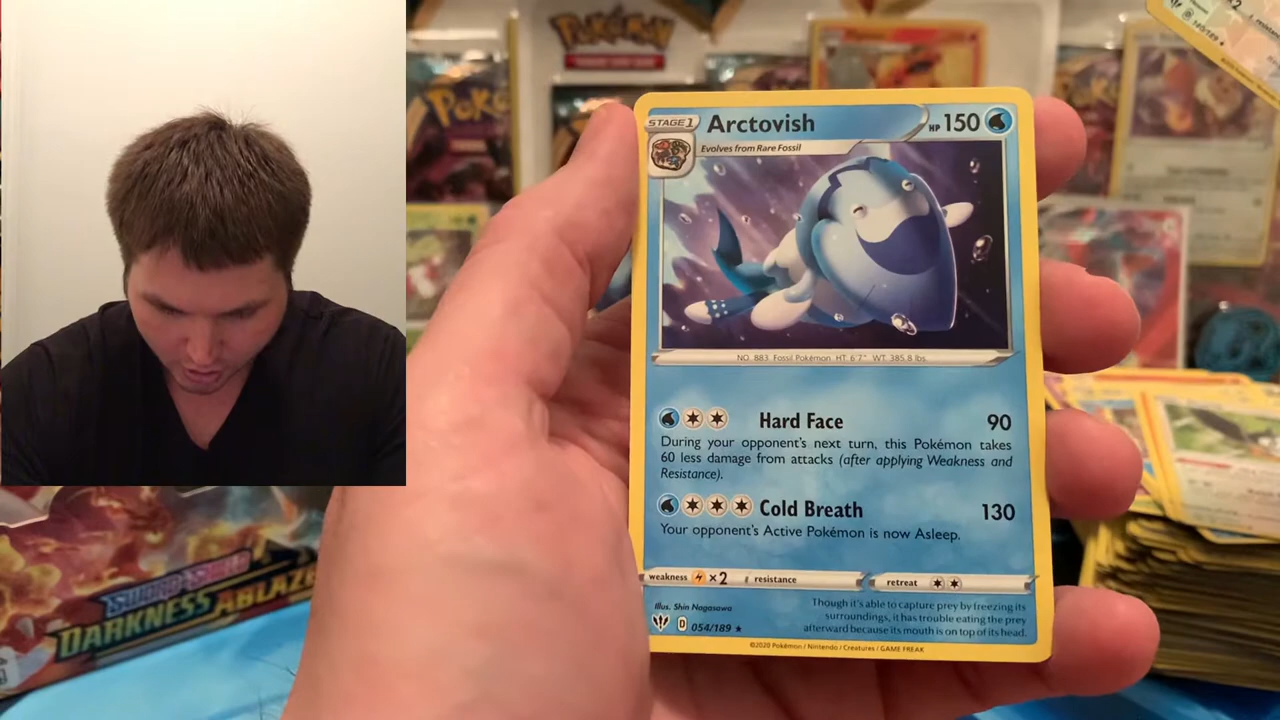 POKéMON
POKé
180/189 ★
STAGE 1
Arctovish
HP 150
Evolves from Rare Fossil
NO. 883 Fossil Pokémon HT: 6'7" WT: 385.8 lbs.
Hard Face 90
During your opponent's next turn, this Pokémon takes
60 less damage from attacks (after applying Weakness and
Resistance).
Cold Breath 130
Your opponent's Active Pokémon is now Asleep.
weakness ×2 resistance retreat
Illus. Shin Nagasawa
D 054/189 ★
Though it's able to capture prey by freezing its
surroundings, it has trouble eating the prey
afterward because its mouth is on top of its head.
©2020 Pokémon / Nintendo / Creatures / GAME FREAK
SWORD & SHIELD
DARKNESS ABLAZE